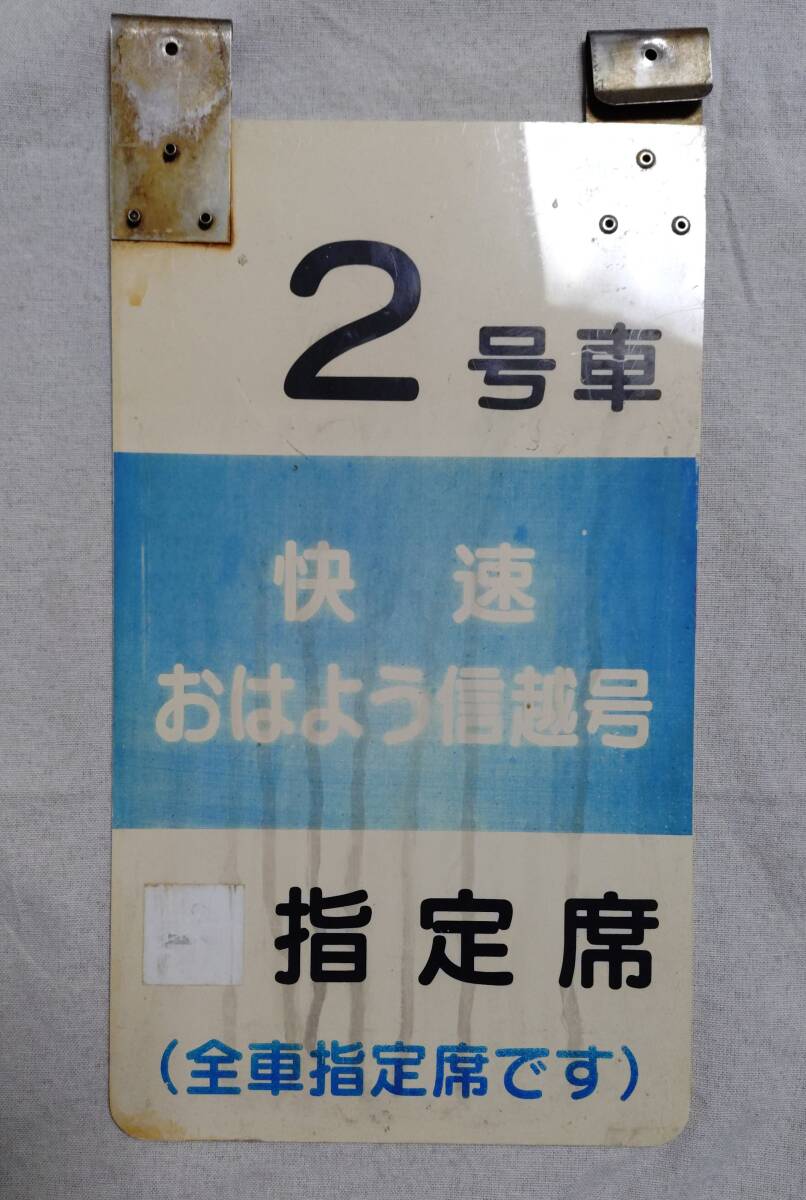 2号車
快速
おはよう信越号
指定席
(全車指定席です)